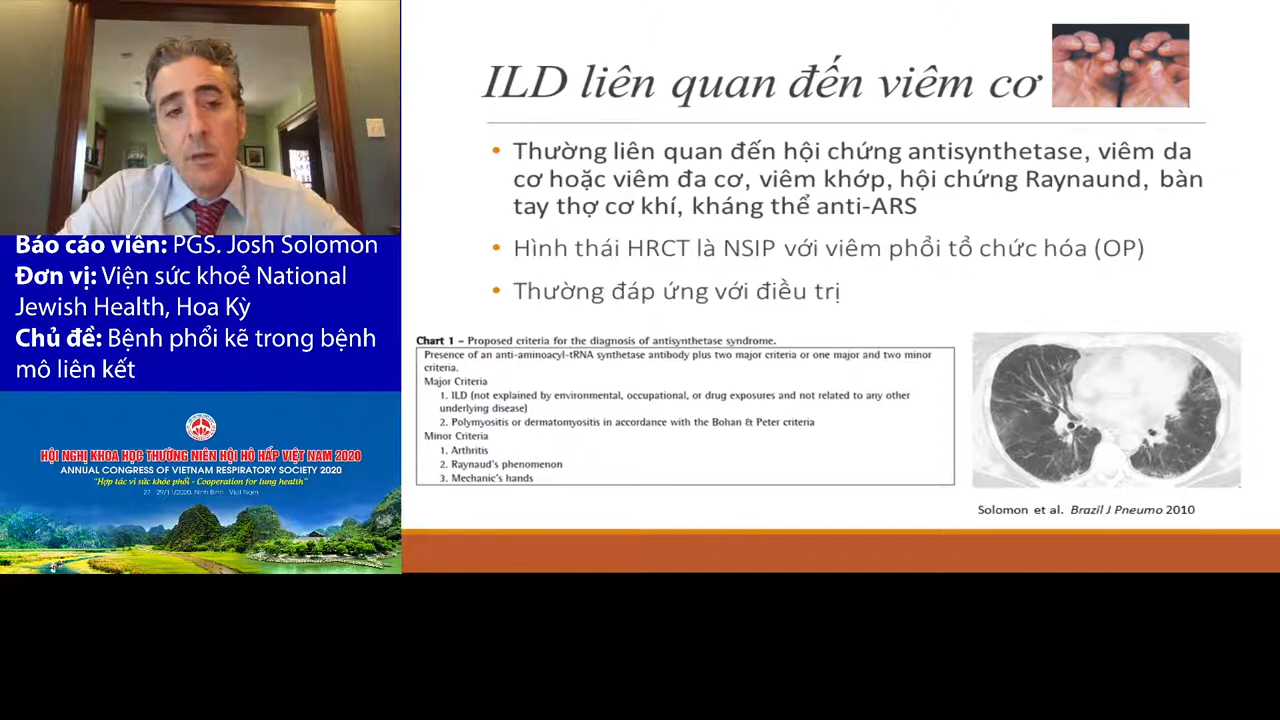 Báo cáo viên: PGS. Josh Solomon
Đơn vị: Viện sức khoẻ National
Jewish Health, Hoa Kỳ
Chủ đề: Bệnh phổi kẽ trong bệnh
mô liên kết
HỘI NGHỊ KHOA HỌC THƯỜNG NIÊN HỘI HÔ HẤP VIỆT NAM 2020
ANNUAL CONGRESS OF VIETNAM RESPIRATORY SOCIETY 2020
"Hợp tác vì sức khỏe phổi - Cooperation for lung health"
27 - 29/11/2020, Ninh Bình - Việt Nam
ILD liên quan đến viêm cơ
• Thường liên quan đến hội chứng antisynthetase, viêm da
cơ hoặc viêm đa cơ, viêm khớp, hội chứng Raynaund, bàn
tay thợ cơ khí, kháng thể anti-ARS
• Hình thái HRCT là NSIP với viêm phổi tổ chức hóa (OP)
• Thường đáp ứng với điều trị
Chart 1 – Proposed criteria for the diagnosis of antisynthetase syndrome.
Presence of an anti-aminoacyl-tRNA synthetase antibody plus two major criteria or one major and two minor
criteria.
Major Criteria
1. ILD (not explained by environmental, occupational, or drug exposures and not related to any other
underlying disease)
2. Polymyositis or dermatomyositis in accordance with the Bohan & Peter criteria
Minor Criteria
1. Arthritis
2. Raynaud's phenomenon
3. Mechanic's hands
Solomon et al. Brazil J Pneumo 2010